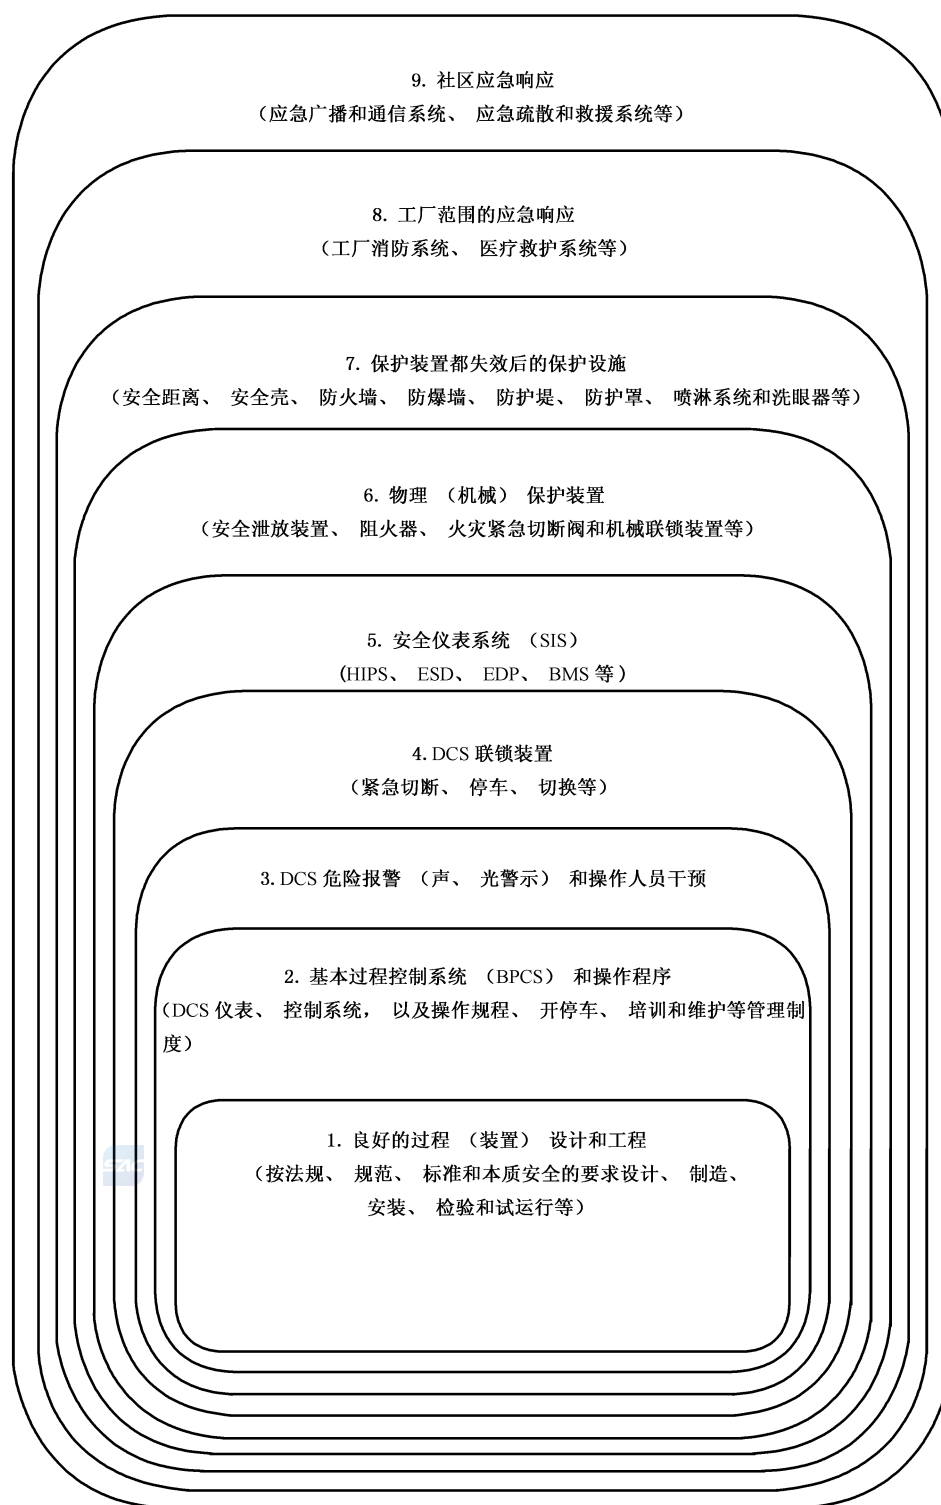 9. 社区应急响应
（应急广播和通信系统、 应急疏散和救援系统等）
8. 工厂范围的应急响应
（工厂消防系统、 医疗救护系统等）
7. 保护装置都失效后的保护设施
（安全距离、 安全壳、 防火墙、 防爆墙、 防护堤、 防护罩、 喷淋系统和洗眼器等）
6. 物理 （机械） 保护装置
（安全泄放装置、 阻火器、 火灾紧急切断阀和机械联锁装置等）
5. 安全仪表系统 （SIS）
（HIPS、 ESD、 EDP、 BMS 等）
4. DCS 联锁装置
（紧急切断、 停车、 切换等）
3. DCS 危险报警 （声、 光警示） 和操作人员干预
2. 基本过程控制系统 （BPCS） 和操作程序
（DCS 仪表、 控制系统， 以及操作规程、 开停车、 培训和维护等管理制
度）
1. 良好的过程 （装置） 设计和工程
（按法规、 规范、 标准和本质安全的要求设计、 制造、
安装、 检验和试运行等）